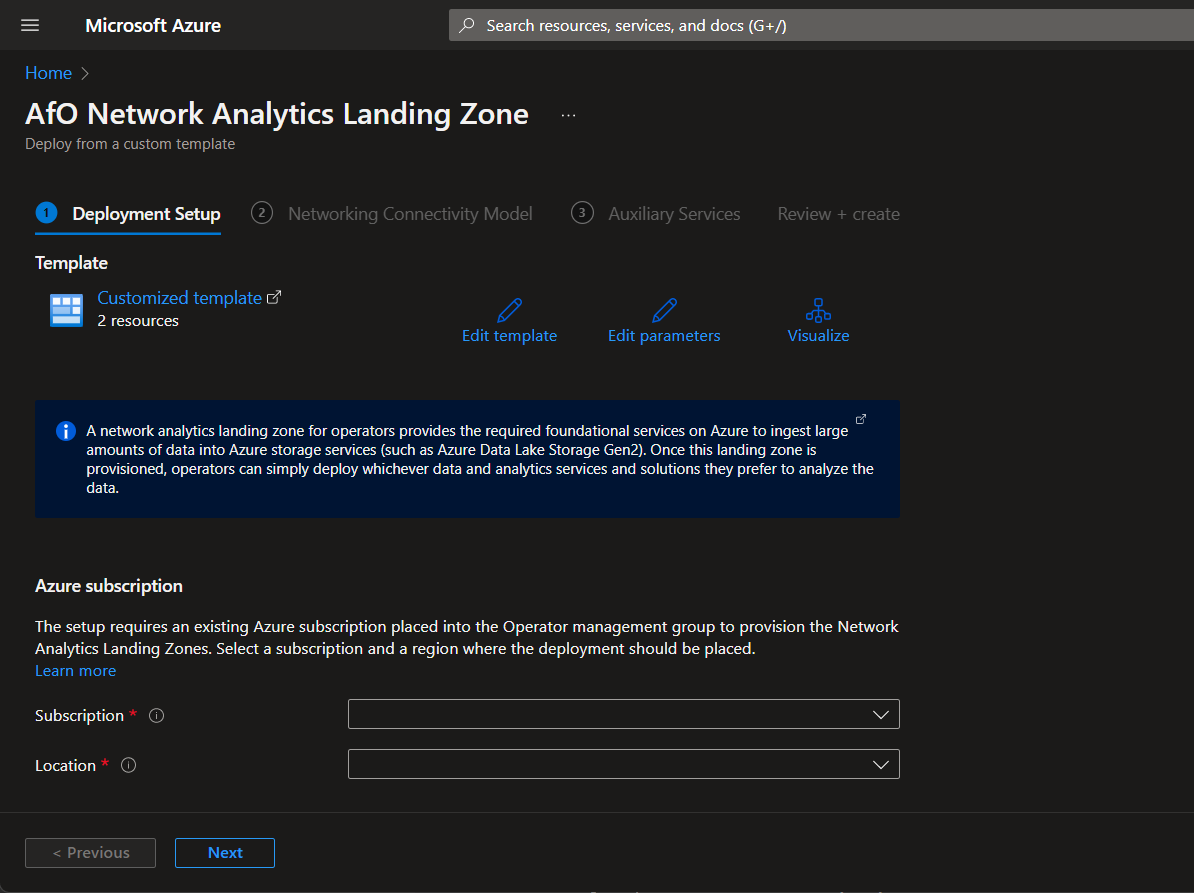 Microsoft Azure
Search resources, services, and docs (G+/)
Home
AfO Network Analytics Landing Zone ...
Deploy from a custom template
1 Deployment Setup 2 Networking Connectivity Model 3 Auxiliary Services Review + create
Template
Customized template
2 resources
Edit template Edit parameters Visualize
A network analytics landing zone for operators provides the required foundational services on Azure to ingest large
amounts of data into Azure storage services (such as Azure Data Lake Storage Gen2). Once this landing zone is
provisioned, operators can simply deploy whichever data and analytics services and solutions they prefer to analyze the
data.
Azure subscription
The setup requires an existing Azure subscription placed into the Operator management group to provision the Network
Analytics Landing Zones. Select a subscription and a region where the deployment should be placed.
Learn more
Subscription *
Location *
< Previous Next